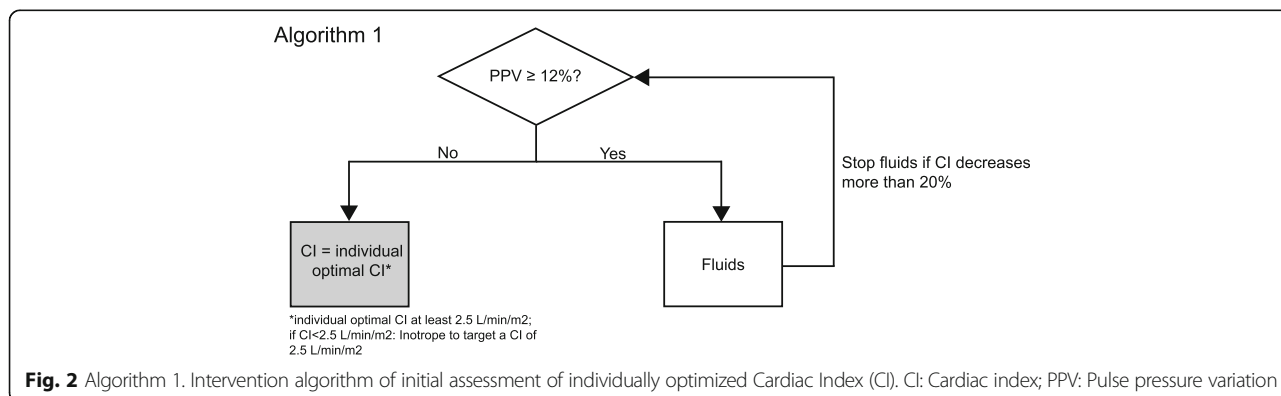 Algorithm 1
PPV ≥ 12%?
No
Yes
Stop fluids if CI decreases
more than 20%
CI = individual
optimal CI*
Fluids
*individual optimal CI at least 2.5 L/min/m2;
if CI<2.5 L/min/m2: Inotrope to target a CI of
2.5 L/min/m2
Fig. 2 Algorithm 1. Intervention algorithm of initial assessment of individually optimized Cardiac Index (CI). CI: Cardiac index; PPV: Pulse pressure variation